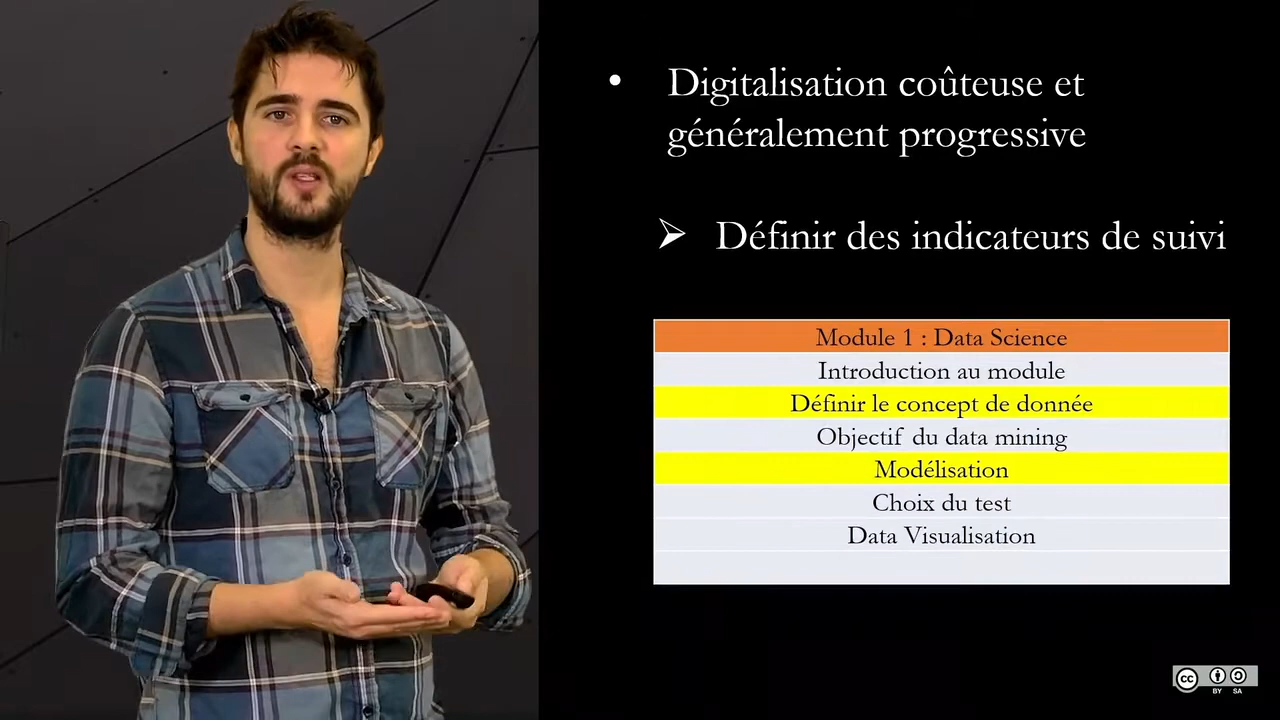 • Digitalisation coûteuse et
généralement progressive
➢ Définir des indicateurs de suivi
Module 1 : Data Science
Introduction au module
Définir le concept de donnée
Objectif du data mining
Modélisation
Choix du test
Data Visualisation
cc
BY SA